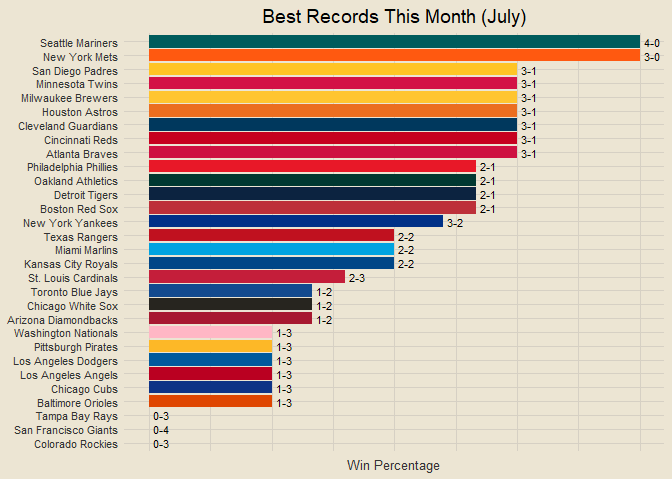 Best Records This Month (July)
Seattle Mariners 4-0
New York Mets 3-0
San Diego Padres 3-1
Minnesota Twins 3-1
Milwaukee Brewers 3-1
Houston Astros 3-1
Cleveland Guardians 3-1
Cincinnati Reds 3-1
Atlanta Braves 3-1
Philadelphia Phillies 2-1
Oakland Athletics 2-1
Detroit Tigers 2-1
Boston Red Sox 2-1
New York Yankees 3-2
Texas Rangers 2-2
Miami Marlins 2-2
Kansas City Royals 2-2
St. Louis Cardinals 2-3
Toronto Blue Jays 1-2
Chicago White Sox 1-2
Arizona Diamondbacks 1-2
Washington Nationals 1-3
Pittsburgh Pirates 1-3
Los Angeles Dodgers 1-3
Los Angeles Angels 1-3
Chicago Cubs 1-3
Baltimore Orioles 1-3
Tampa Bay Rays 0-3
San Francisco Giants 0-4
Colorado Rockies 0-3
Win Percentage